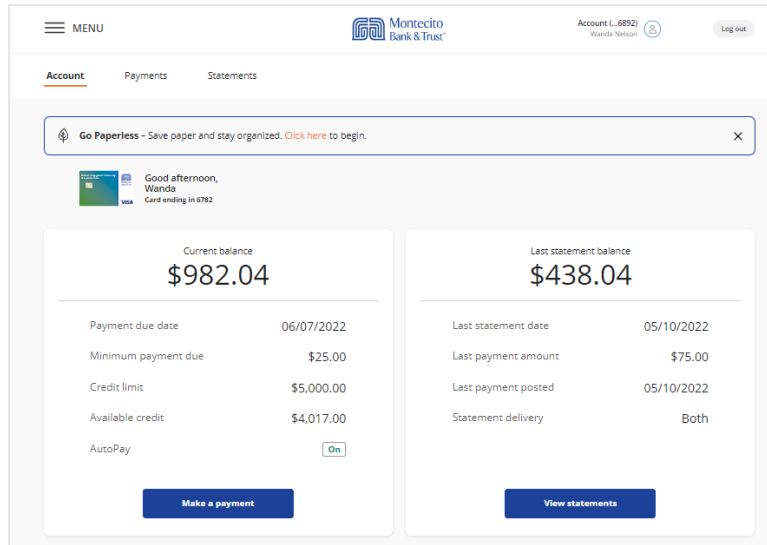 MENU
Montecito
Bank & Trust
Account (...6892)
Wanda Nelson
Log out
Account Payments Statements
Go Paperless – Save paper and stay organized. Click here to begin.
Good afternoon,
Wanda
Card ending in 6782
VISA
Current balance
$982.04
Payment due date 06/07/2022
Minimum payment due $25.00
Credit limit $5,000.00
Available credit $4,017.00
AutoPay On
Make a payment
Last statement balance
$438.04
Last statement date 05/10/2022
Last payment amount $75.00
Last payment posted 05/10/2022
Statement delivery Both
View statements